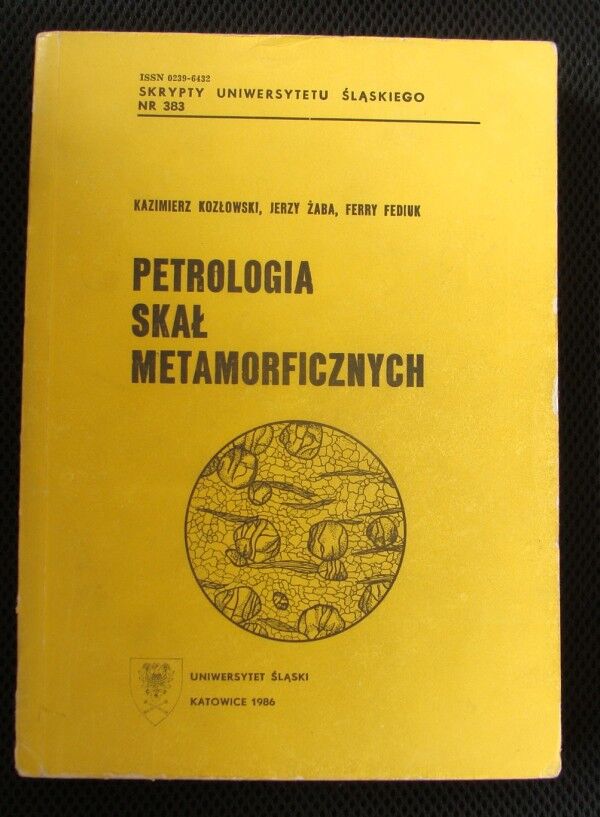 ISSN 0239-6432
SKRYPTY UNIWERSYTETU ŚLĄSKIEGO
NR 383
KAZIMIERZ KOZŁOWSKI, JERZY ŻABA, FERRY FEDIUK
PETROLOGIA
SKAŁ
METAMORFICZNYCH
UNIWERSYTET ŚLĄSKI
KATOWICE 1986